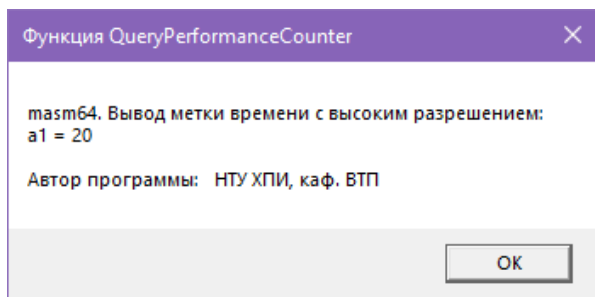 Функция QueryPerformanceCounter
masm64. Вывод метки времени с высоким разрешением:
a1 = 20
Автор программы: НТУ ХПИ, каф. ВТП
OK